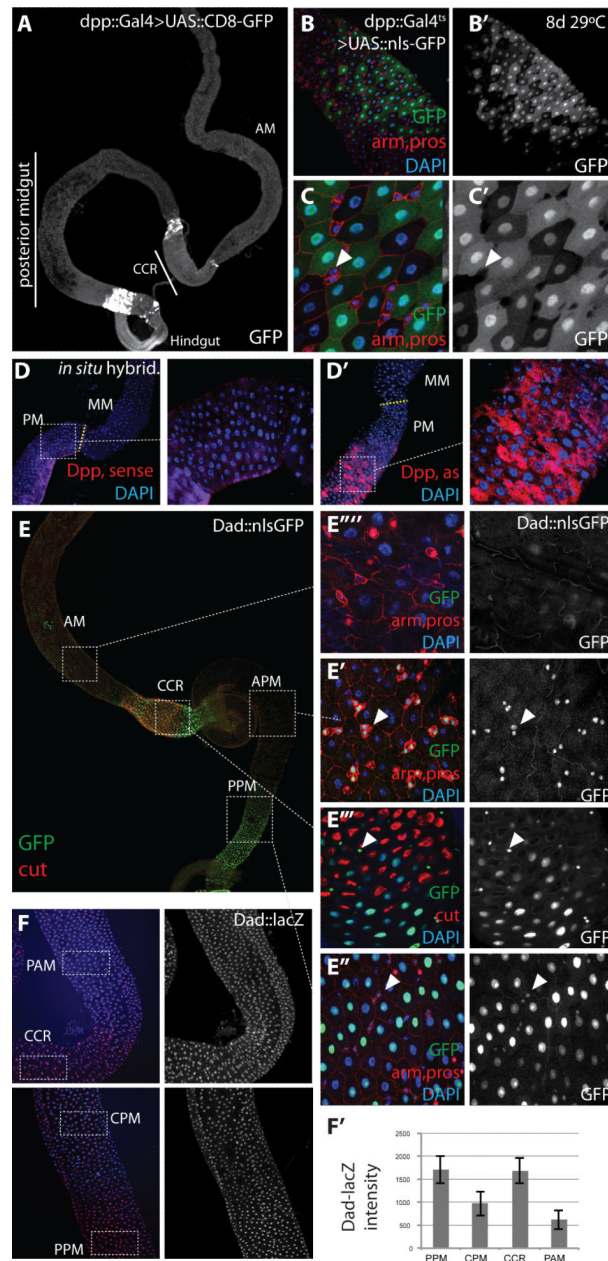 A
dpp::Gal4>UAS::CD8-GFP
AM
posterior midgut
CCR
Hindgut
GFP
B
dpp::Gal4ᵗˢ
>UAS::nls-GFP
GFP
arm,pros
DAPI
B'
8d 29ºC
GFP
C
GFP
arm,pros
C'
GFP
D
in situ hybrid.
MM
PM
Dpp, sense
DAPI
D'
MM
PM
Dpp, as
DAPI
E
Dad::nlsGFP
AM
CCR
APM
PPM
GFP
cut
E''''
Dad::nlsGFP
GFP
arm,pros
DAPI
GFP
E'
GFP
arm,pros
DAPI
GFP
E'''
GFP
cut
DAPI
GFP
E''
GFP
arm,pros
DAPI
GFP
F
Dad::lacZ
PAM
CCR
CPM
PPM
F'
Dad-lacZ
intensity
2500
2000
1500
1000
500
0
PPM CPM CCR PAM